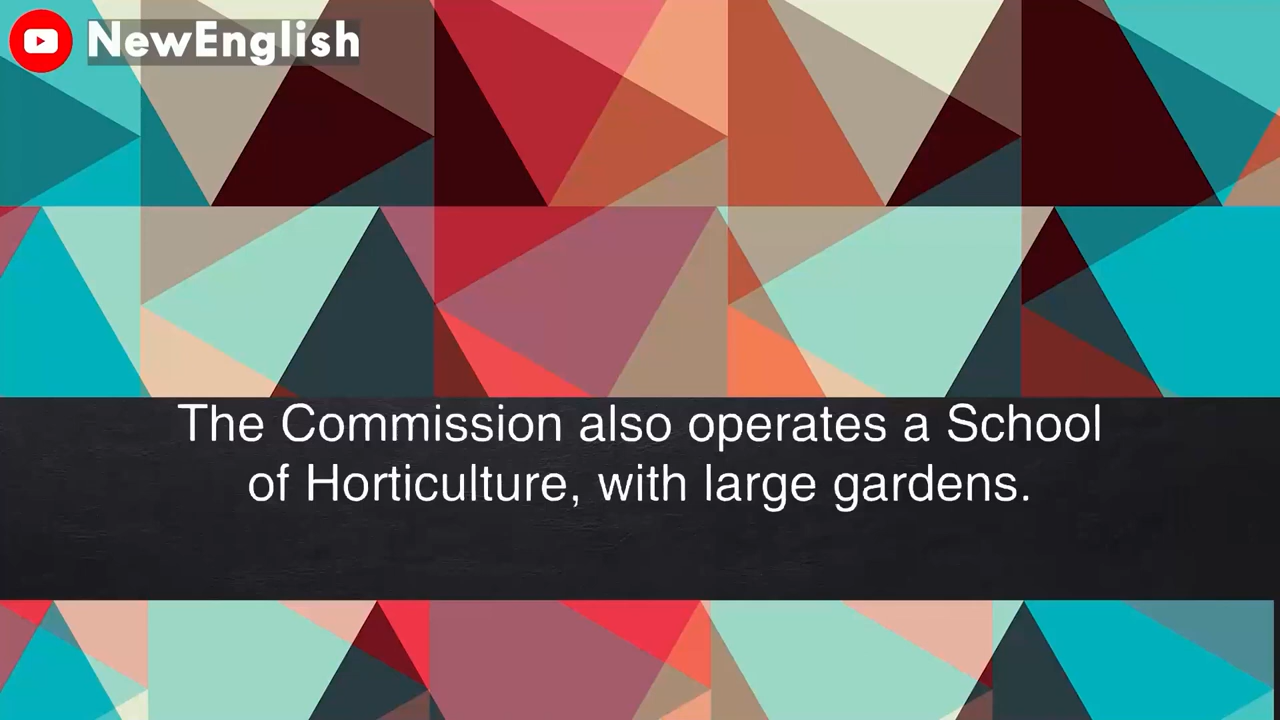 NewEnglish
The Commission also operates a School
of Horticulture, with large gardens.